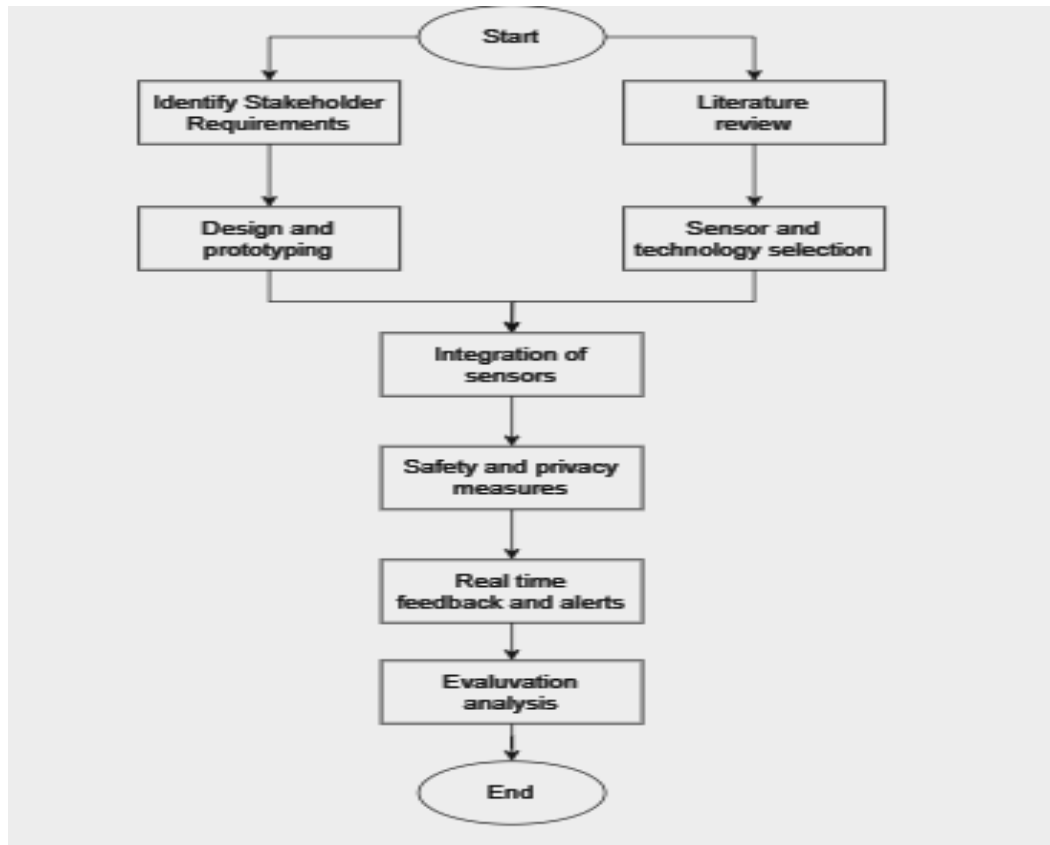 Start
Identify Stakeholder
Requirements
Literature
review
Design and
prototyping
Sensor and
technology selection
Integration of
sensors
Safety and privacy
measures
Real time
feedback and alerts
Evaluvation
analysis
End